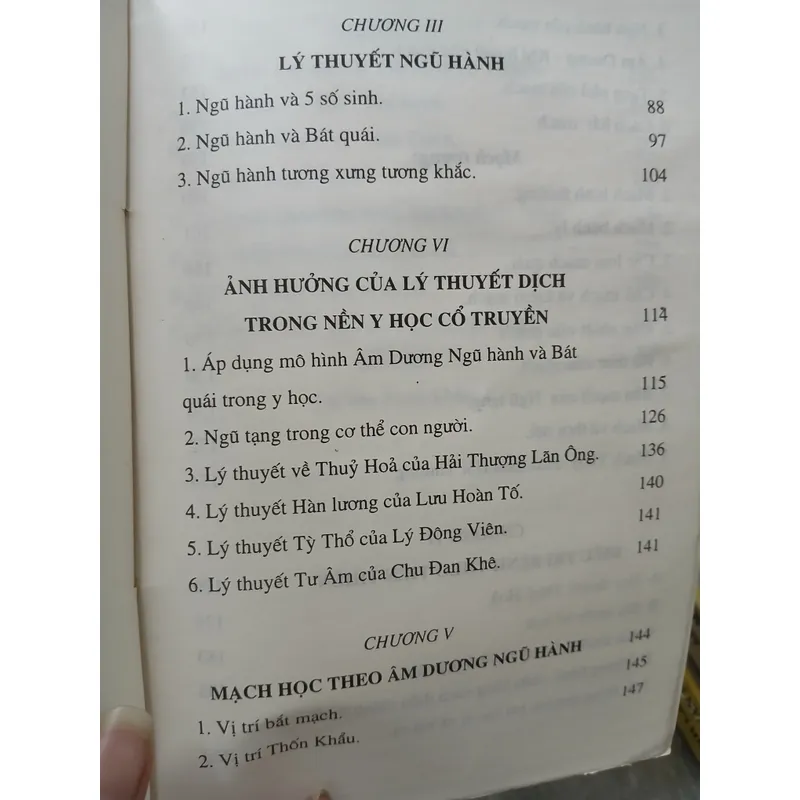 CHƯƠNG III
LÝ THUYẾT NGŨ HÀNH
1. Ngũ hành và 5 số sinh. 88
2. Ngũ hành và Bát quái. 97
3. Ngũ hành tương xưng tương khắc. 104
CHƯƠNG VI
ẢNH HƯỞNG CỦA LÝ THUYẾT DỊCH
TRONG NỀN Y HỌC CỔ TRUYỀN 114
1. Áp dụng mô hình Âm Dương Ngũ hành và Bát
quái trong y học. 115
2. Ngũ tạng trong cơ thể con người. 126
3. Lý thuyết về Thuỷ Hoả của Hải Thượng Lãn Ông. 136
4. Lý thuyết Hàn lương của Lưu Hoàn Tố. 140
5. Lý thuyết Tỳ Thổ của Lý Đông Viên. 141
6. Lý thuyết Tư Âm của Chu Đan Khê. 141
CHƯƠNG V
MẠCH HỌC THEO ÂM DƯƠNG NGŨ HÀNH 144
1. Vị trí bắt mạch. 145
2. Vị trí Thốn Khẩu. 147